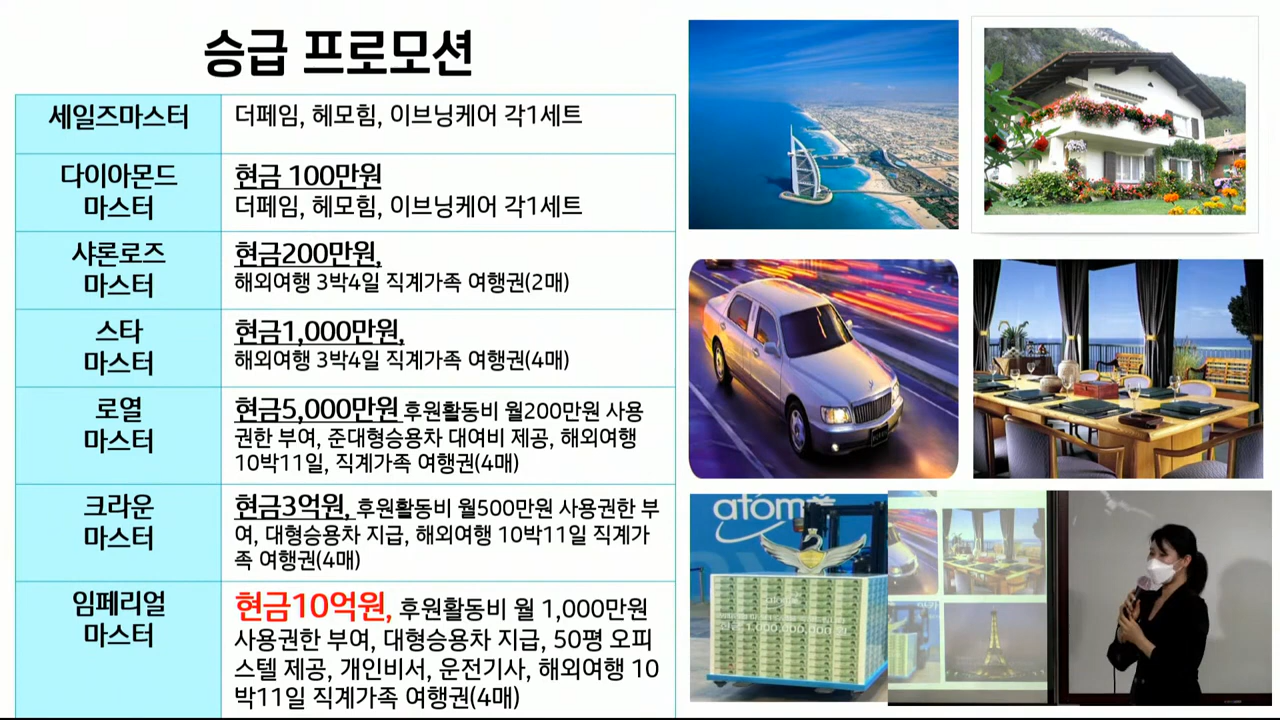 승급 프로모션
세일즈마스터
더페임, 헤모힘, 이브닝케어 각1세트
다이아몬드
마스터
현금 100만원
더페임, 헤모힘, 이브닝케어 각1세트
샤론로즈
마스터
현금200만원,
해외여행 3박4일 직계가족 여행권(2매)
스타
마스터
현금1,000만원,
해외여행 3박4일 직계가족 여행권(4매)
로열
마스터
현금5,000만원 후원활동비 월200만원 사용
권한 부여, 준대형승용차 대여비 제공, 해외여행
10박11일, 직계가족 여행권(4매)
크라운
마스터
현금3억원, 후원활동비 월500만원 사용권한 부
여, 대형승용차 지급, 해외여행 10박11일 직계가
족 여행권(4매)
임페리얼
마스터
현금10억원, 후원활동비 월 1,000만원
사용권한 부여, 대형승용차 지급, 50평 오피
스텔 제공, 개인비서, 운전기사, 해외여행 10
박11일 직계가족 여행권(4매)
atom
현금 1,000,000,000원